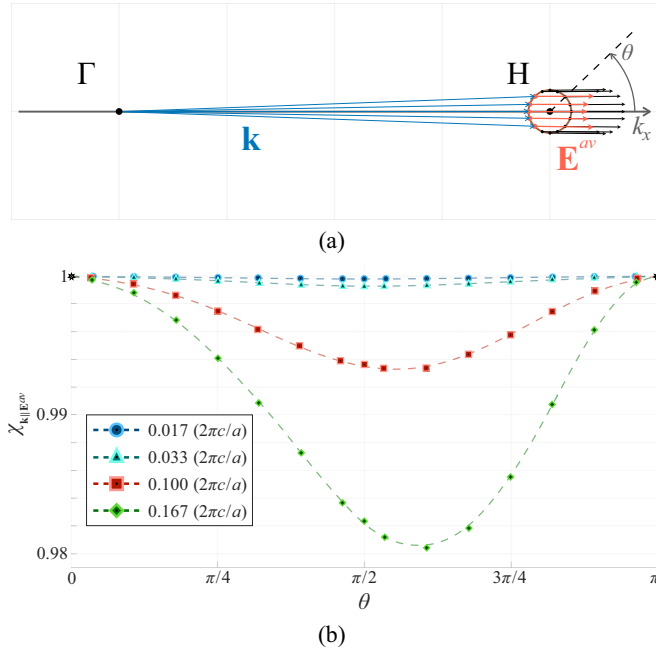 Γ
H
θ
k
k_x
E^{av}
(a)
χ_{k∥E^{av}}
1
0.99
0.98
0.017 (2πc/a)
0.033 (2πc/a)
0.100 (2πc/a)
0.167 (2πc/a)
0
π/4
π/2
3π/4
π
θ
(b)